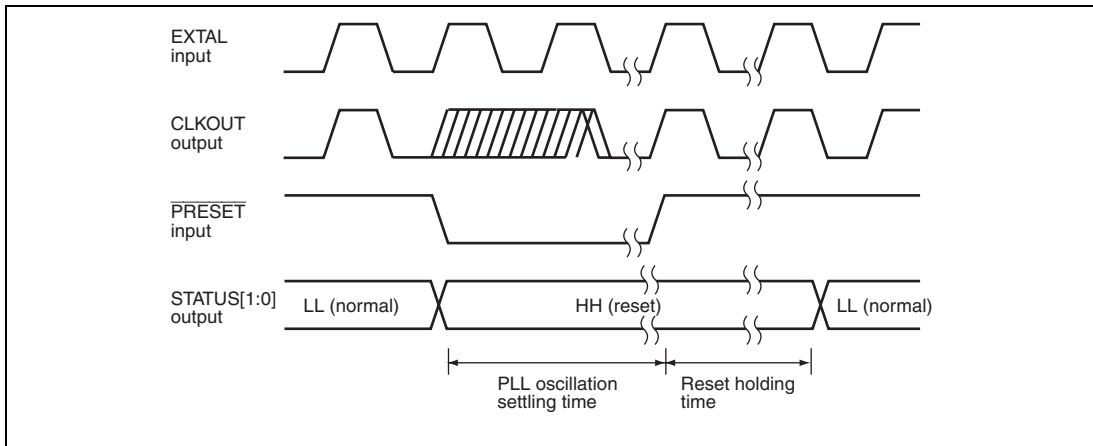 EXTAL
input
CLKOUT
output
PRESET
input
STATUS[1:0]
output
LL (normal)
HH (reset)
LL (normal)
PLL oscillation
settling time
Reset holding
time